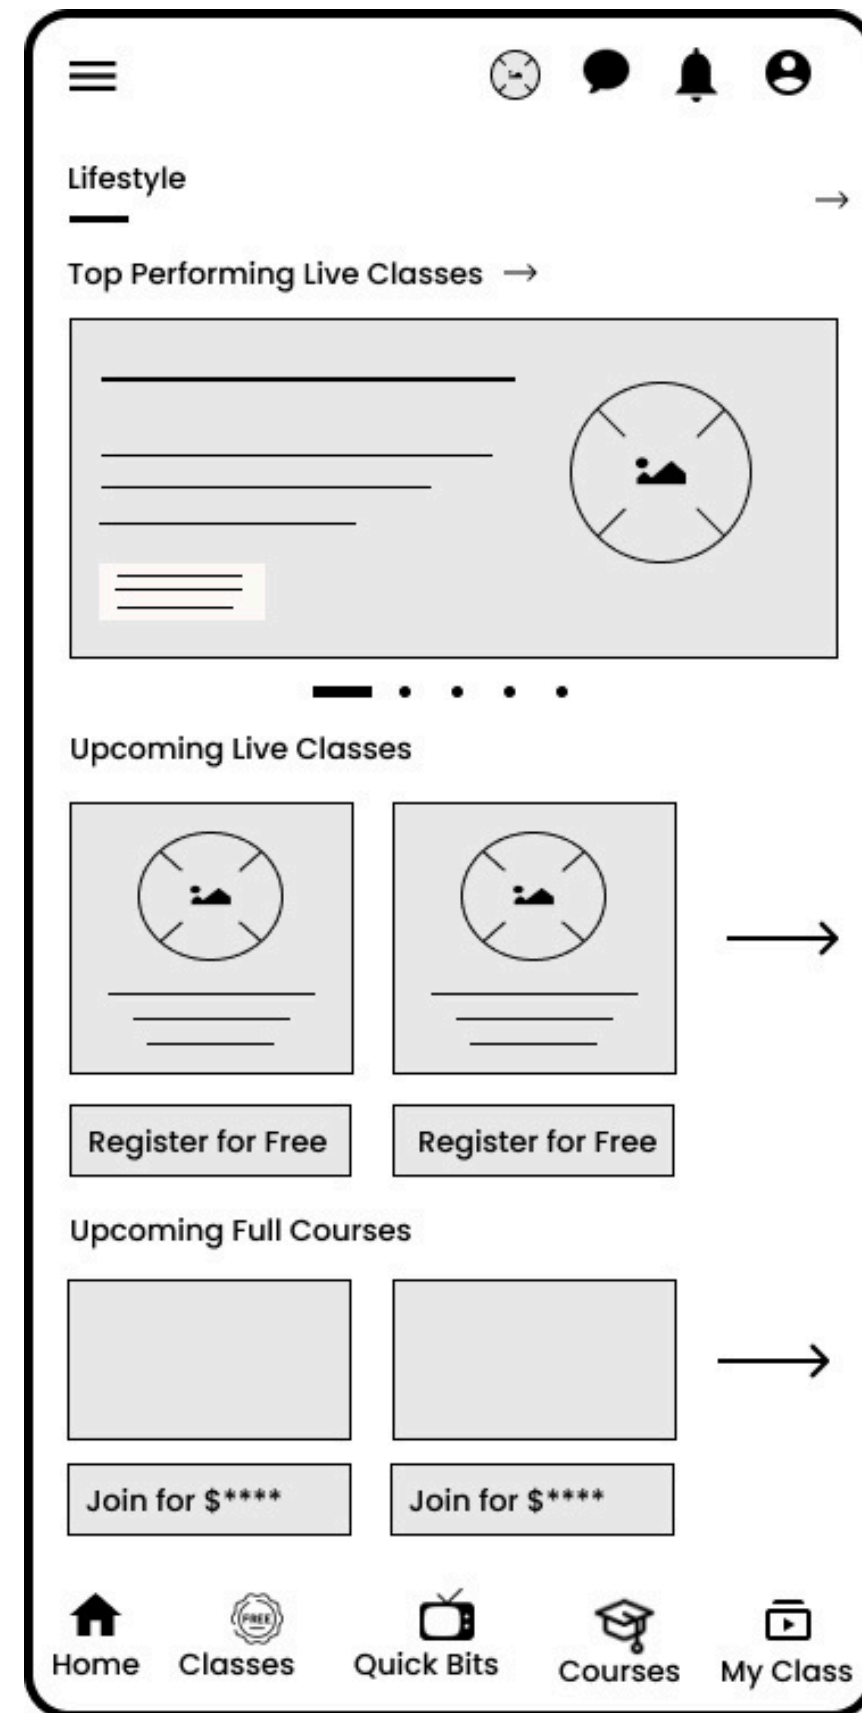 Lifestyle
Top Performing Live Classes
Upcoming Live Classes
Register for Free Register for Free
Upcoming Full Courses
Join for $**** Join for $****
FREE
Home Classes Quick Bits Courses My Class